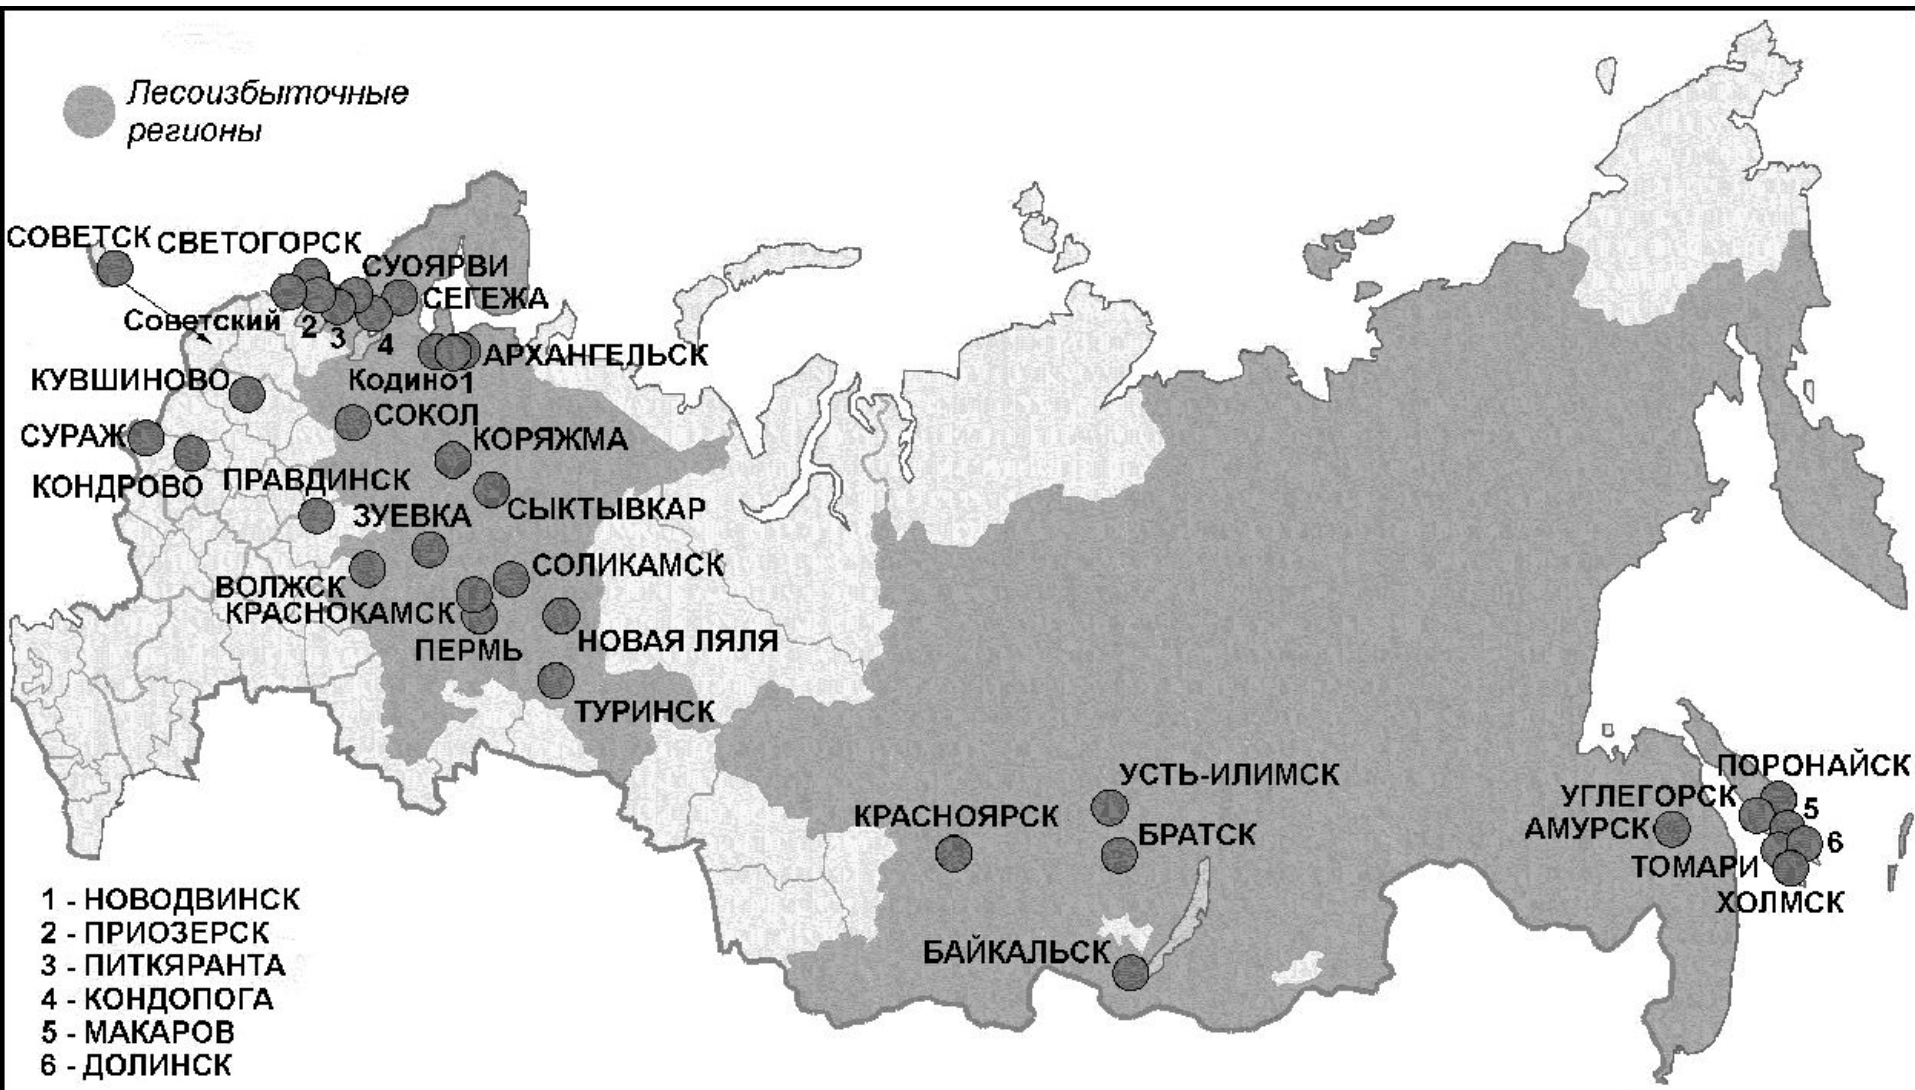 Лесоизбыточные
регионы
СОВЕТСК
СВЕТОГОРСК
СУОЯРВИ
СЕГЕЖА
Советский
2
3
4
АРХАНГЕЛЬСК
КУВШИНОВО
Кодино
1
СОКОЛ
СУРАЖ
КОРЯЖМА
КОНДРОВО
ПРАВДИНСК
ЗУЕВКА
СЫКТЫВКАР
СОЛИКАМСК
ВОЛЖСК
КРАСНОКАМСК
ПЕРМЬ
НОВАЯ ЛЯЛЯ
ТУРИНСК
УСТЬ-ИЛИМСК
КРАСНОЯРСК
БРАТСК
БАЙКАЛЬСК
ПОРОНАЙСК
УГЛЕГОРСК
5
АМУРСК
6
ТОМАРИ
ХОЛМСК
1 - НОВОДВИНСК
2 - ПРИОЗЕРСК
3 - ПИТКЯРАНТА
4 - КОНДОПОГА
5 - МАКАРОВ
6 - ДОЛИНСК